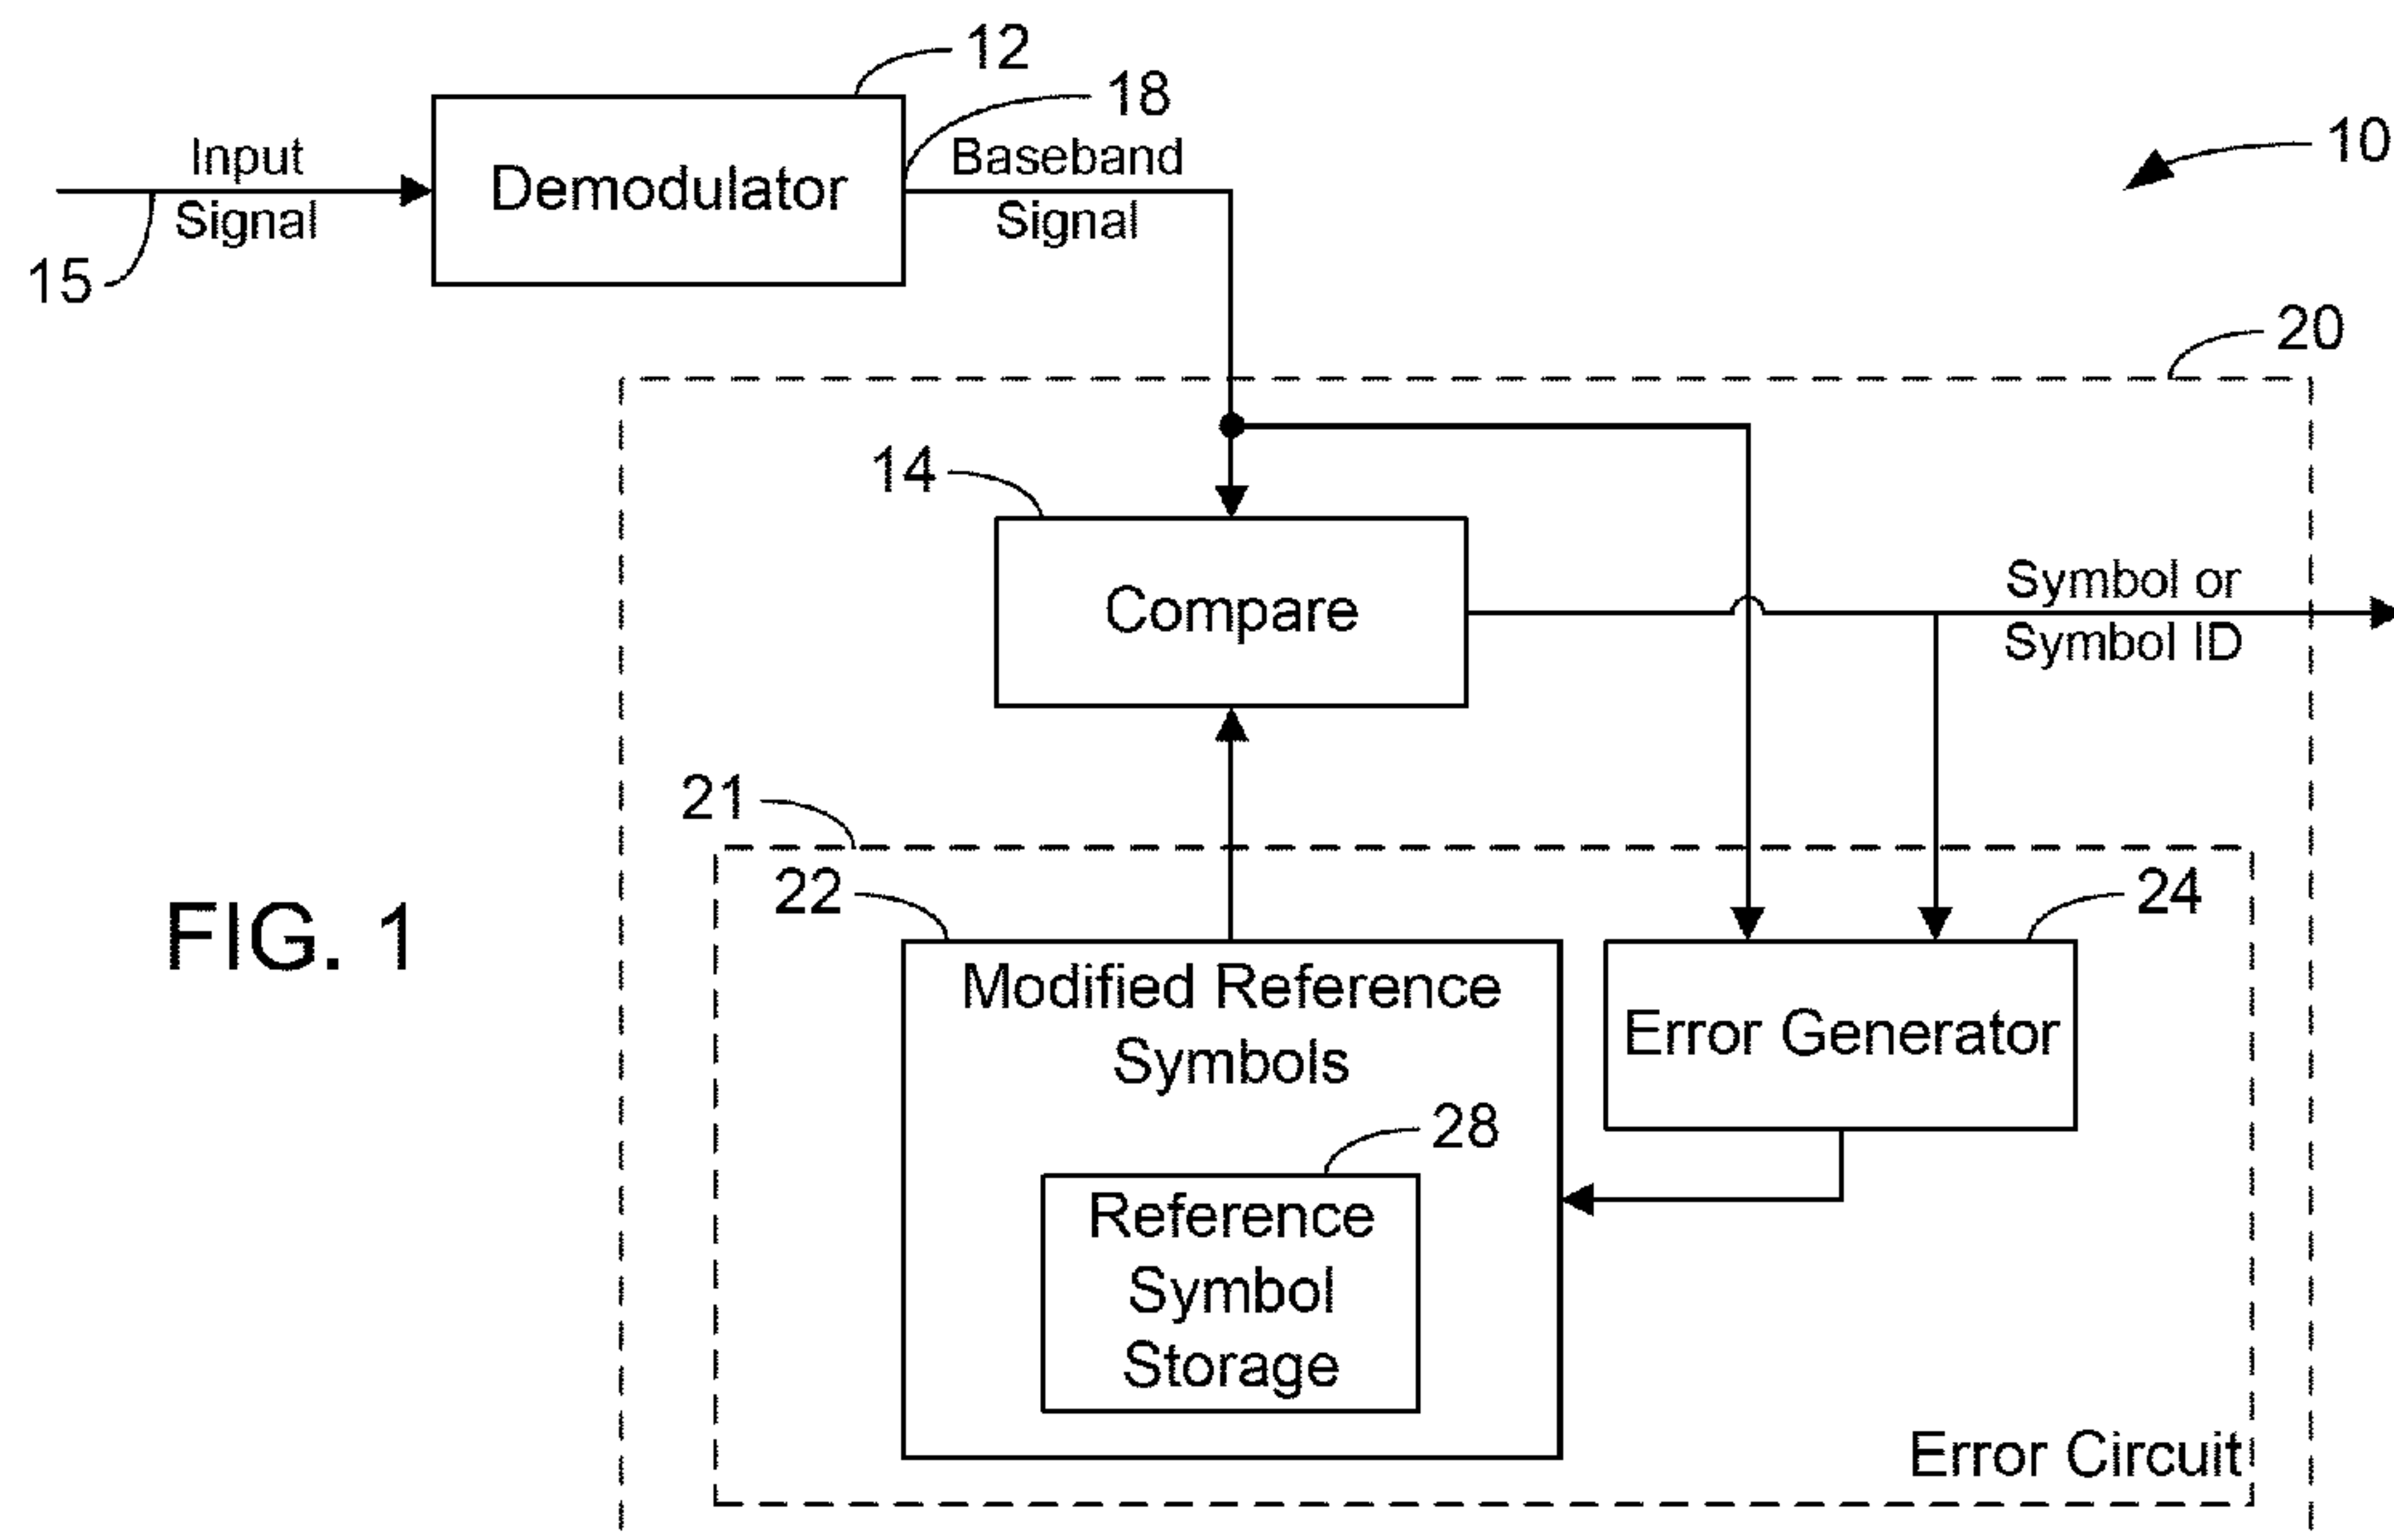 12
18
Input
Signal
15
Demodulator
Baseband
Signal
10
20
14
Compare
Symbol or
Symbol ID
21
22
24
FIG. 1
Modified Reference
Symbols
Error Generator
28
Reference
Symbol
Storage
Error Circuit